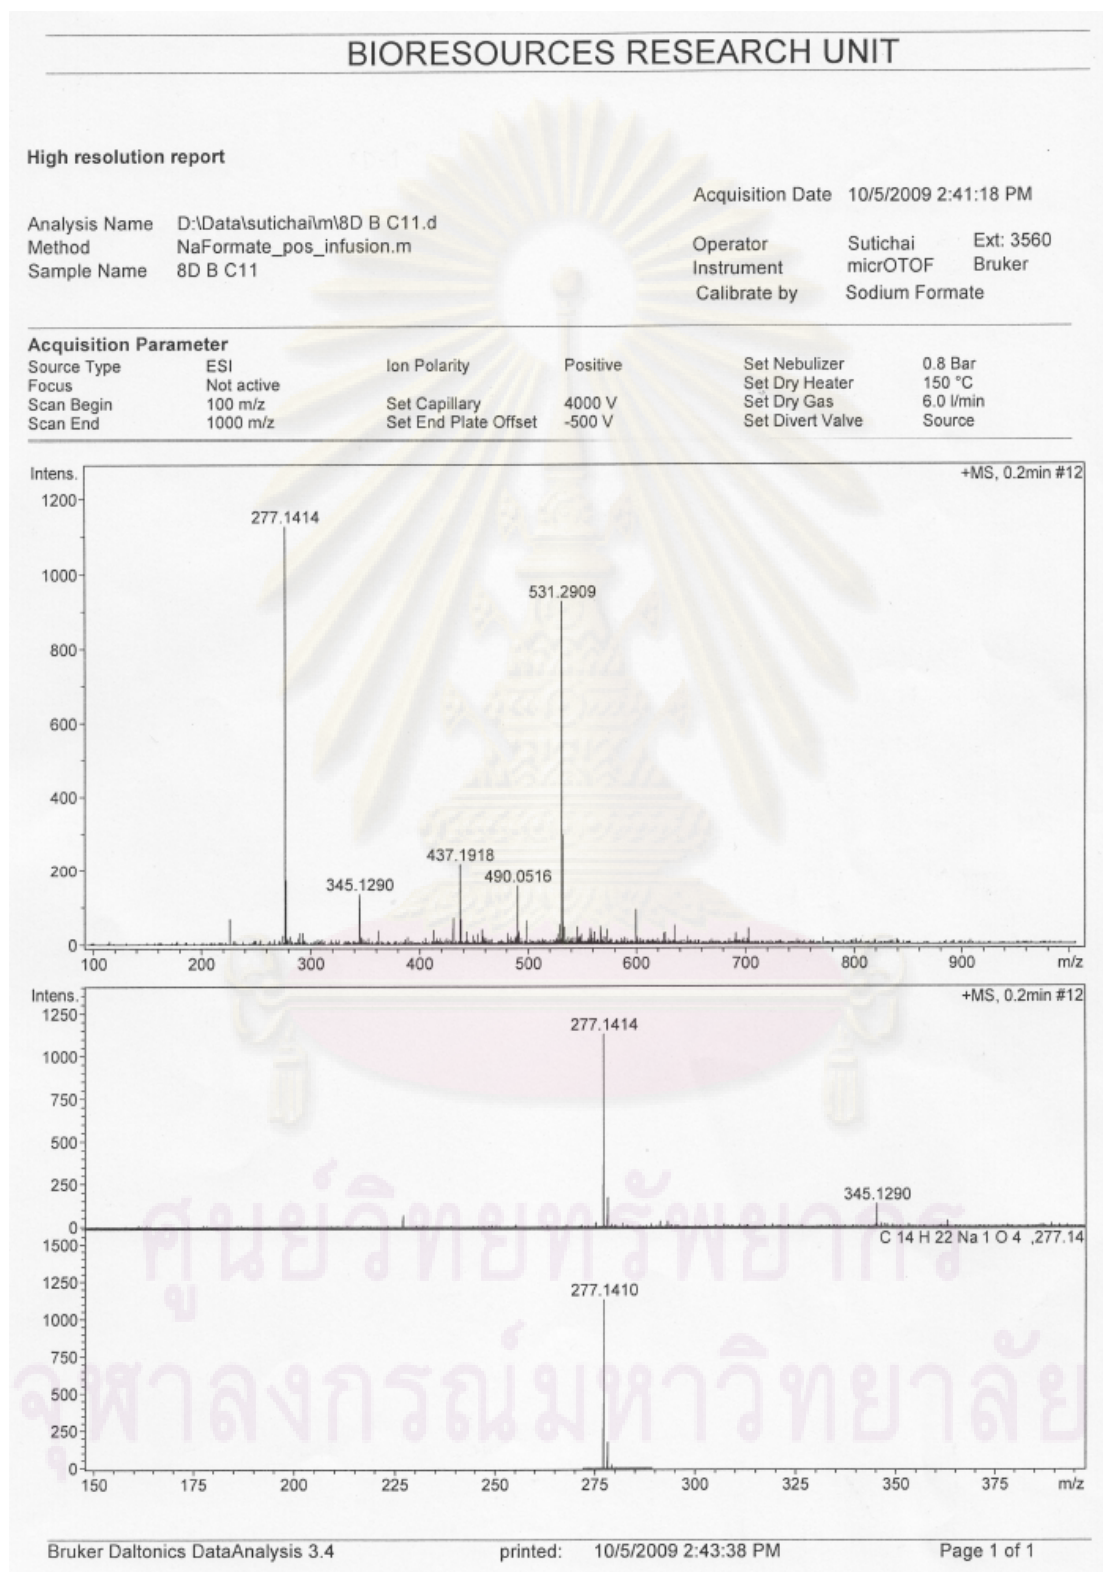 BIORESOURCES RESEARCH UNIT
High resolution report
Acquisition Date 10/5/2009 2:41:18 PM
Analysis Name D:\Data\sutichai\m\8D B C11.d
Method NaFormate_pos_infusion.m
Operator Sutichai Ext: 3560
Sample Name 8D B C11
Instrument micrOTOF Bruker
Calibrate by Sodium Formate
Acquisition Parameter
Source Type ESI Ion Polarity Positive Set Nebulizer 0.8 Bar
Focus Not active Set Dry Heater 150 °C
Scan Begin 100 m/z Set Capillary 4000 V Set Dry Gas 6.0 l/min
Scan End 1000 m/z Set End Plate Offset -500 V Set Divert Valve Source
Intens. +MS, 0.2min #12
1200
277.1414
1000
531.2909
800
600
400
437.1918
200
490.0516
345.1290
0
100 200 300 400 500 600 700 800 900 m/z
Intens. +MS, 0.2min #12
1250
277.1414
1000
750
500
250
345.1290
0
C 14 H 22 Na 1 O 4 ,277.14
1500
1250
277.1410
1000
750
500
250
0
150 175 200 225 250 275 300 325 350 375 m/z
ศูนย์วิทยทรัพยากร
จุฬาลงกรณ์มหาวิทยาลัย
Bruker Daltonics DataAnalysis 3.4 printed: 10/5/2009 2:43:38 PM Page 1 of 1